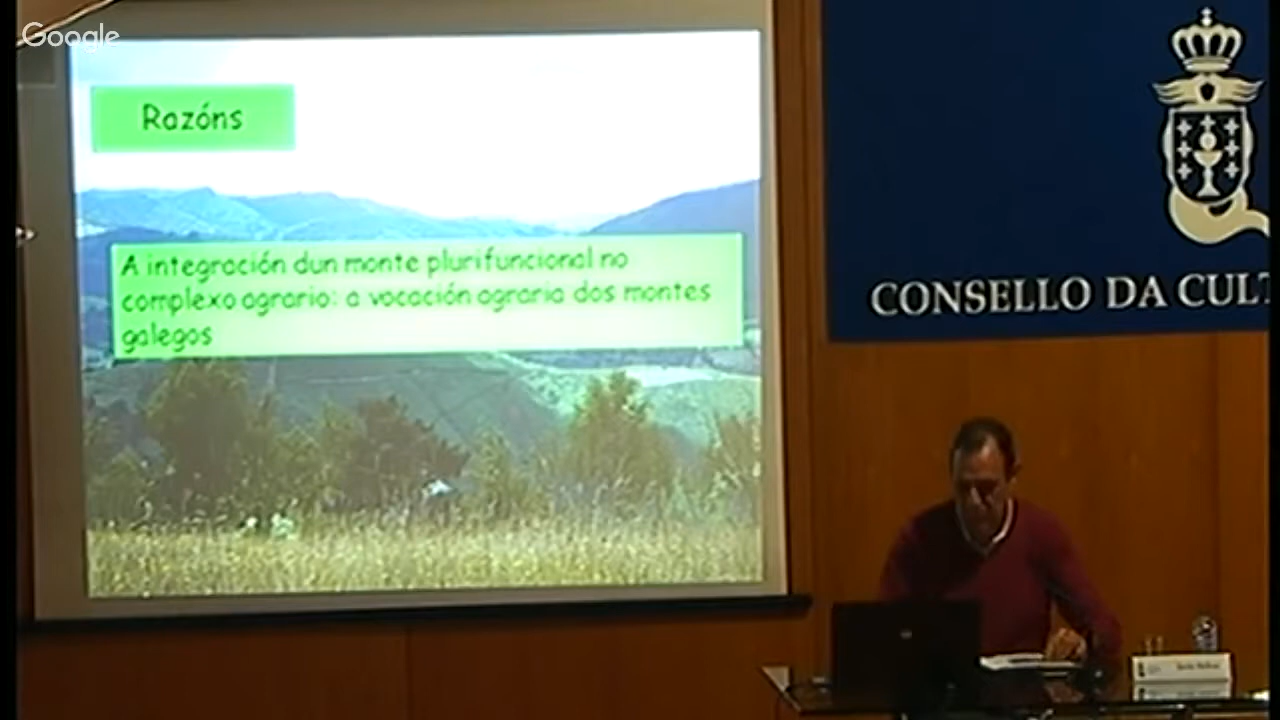 Google
Razóns
A integración dun monte plurifuncional no
complexo agrario: a vocación agraria dos montes
galegos
CONSELLO DA CULT